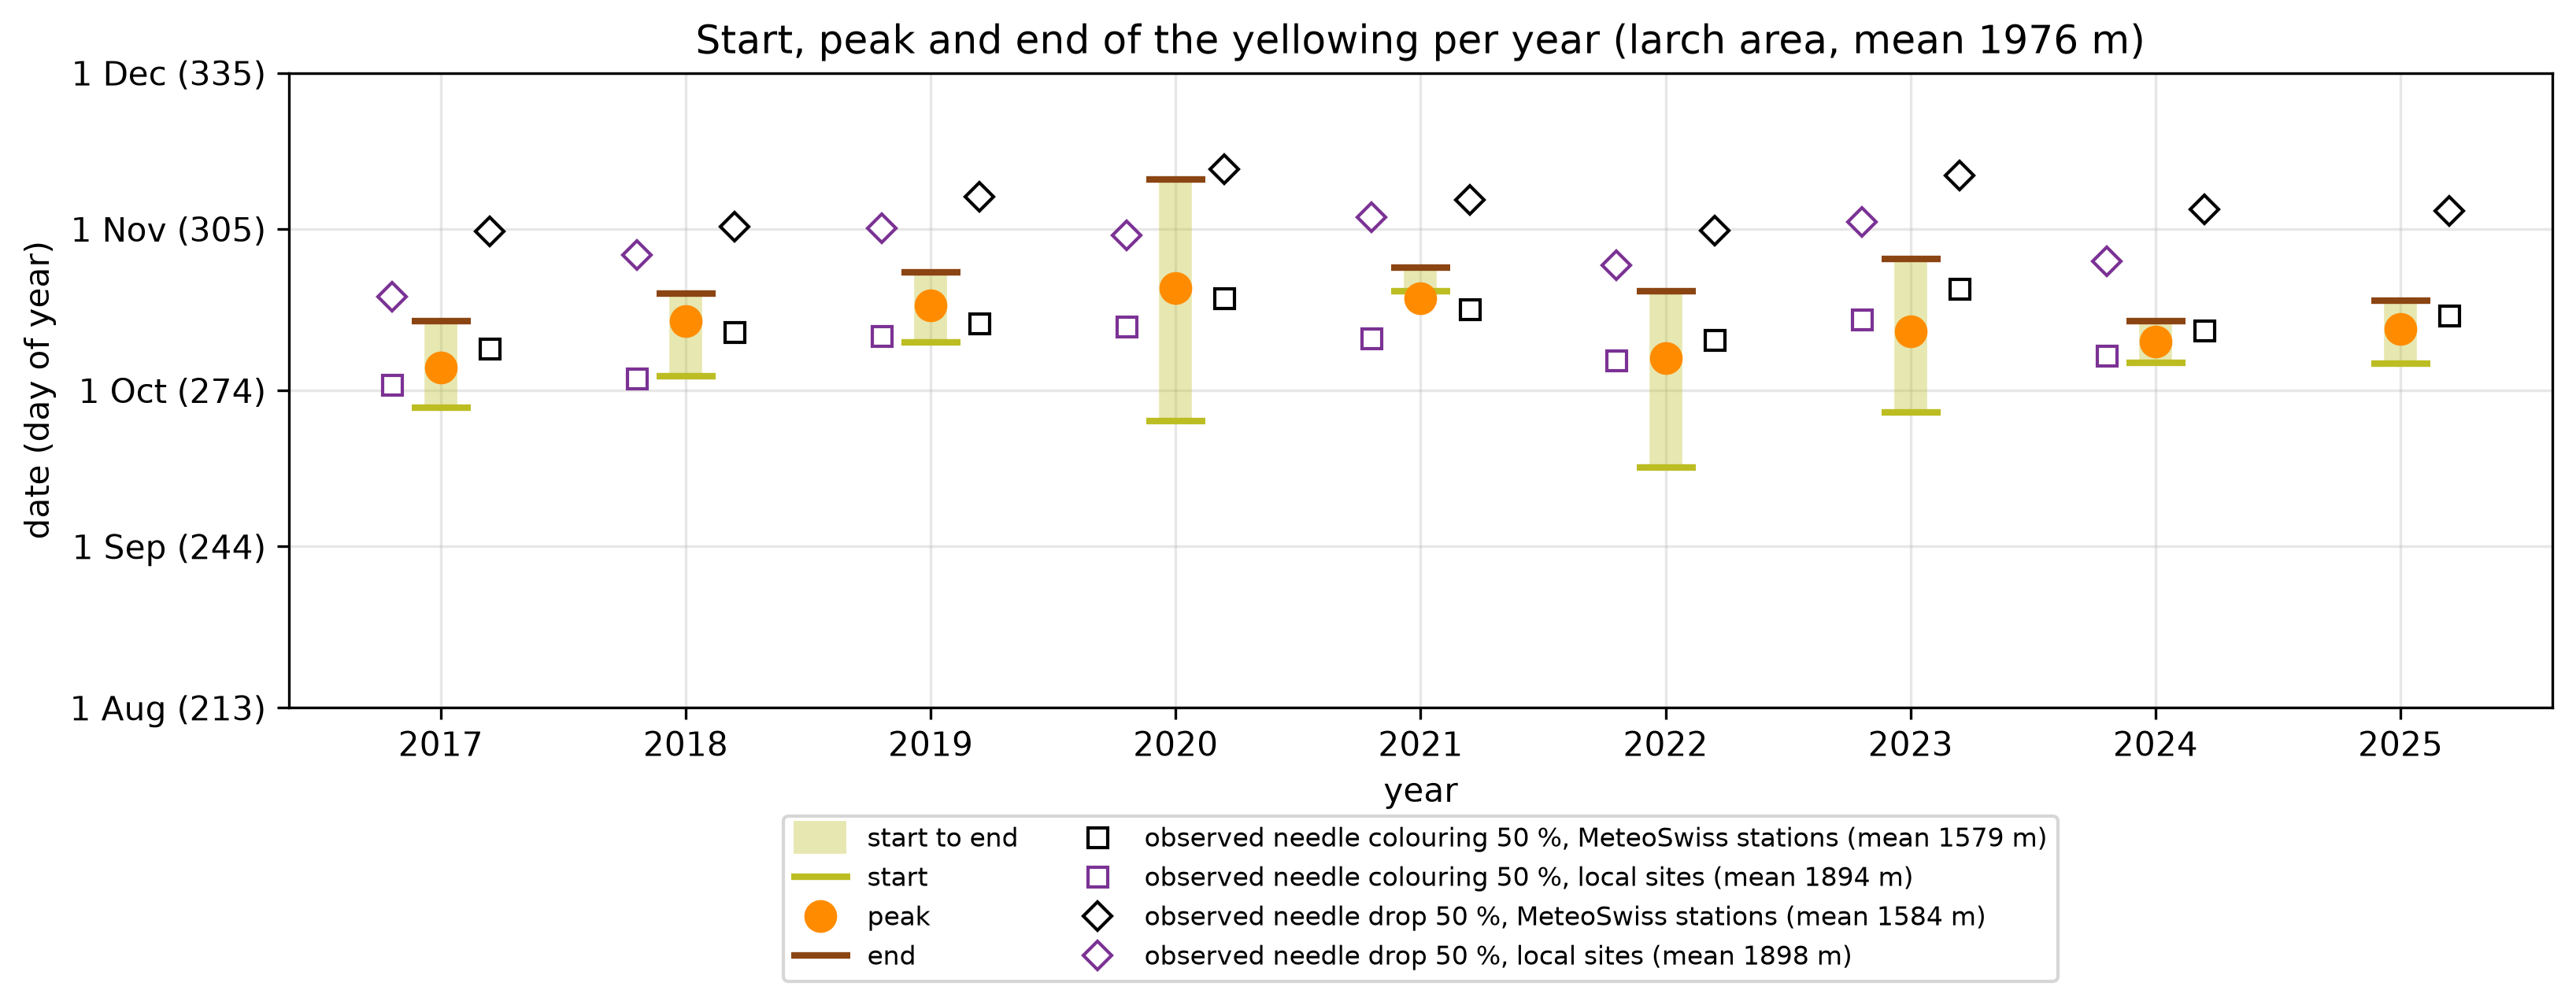 Start, peak and end of the yellowing per year (larch area, mean 1976 m)
date (day of year)
1 Dec (335)
1 Nov (305)
1 Oct (274)
1 Sep (244)
1 Aug (213)
2017 2018 2019 2020 2021 2022 2023 2024 2025
year
start to end
start
peak
end
observed needle colouring 50 %, MeteoSwiss stations (mean 1579 m)
observed needle colouring 50 %, local sites (mean 1894 m)
observed needle drop 50 %, MeteoSwiss stations (mean 1584 m)
observed needle drop 50 %, local sites (mean 1898 m)